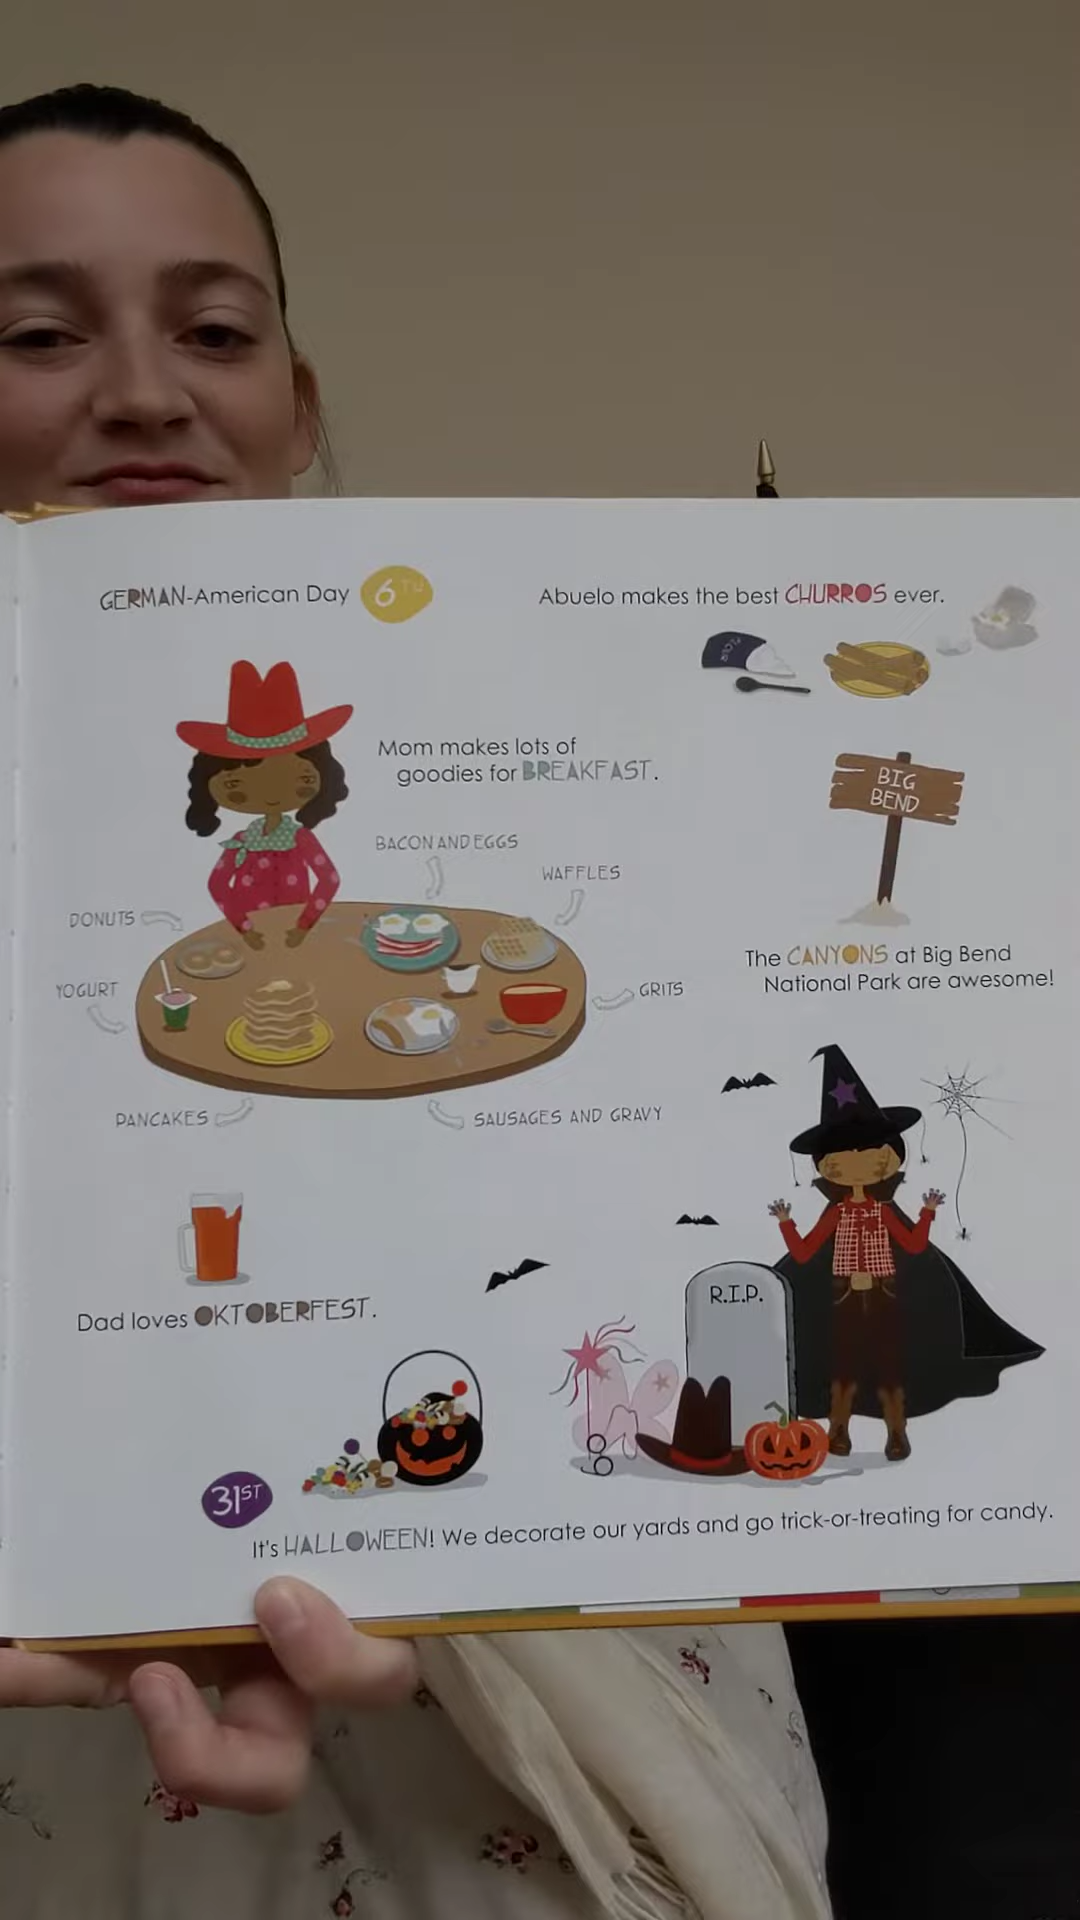 GERMAN-American Day 6TH
Abuelo makes the best CHURROS ever.
FLOUR
Mom makes lots of
goodies for BREAKFAST.
BACON AND EGGS
WAFFLES
DONUTS
YOGURT
GRITS
PANCAKES
SAUSAGES AND GRAVY
BIG
BEND
The CANYONS at Big Bend
National Park are awesome!
Dad loves OKTOBERFEST.
R.I.P.
31ST
It's HALLOWEEN! We decorate our yards and go trick-or-treating for candy.